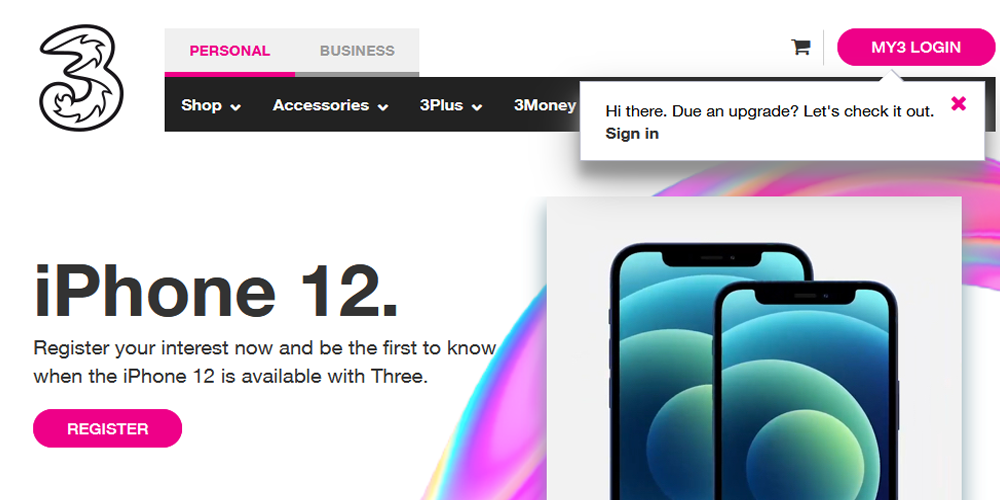 PERSONAL BUSINESS MY3 LOGIN
Shop Accessories 3Plus 3Money
Hi there. Due an upgrade? Let's check it out.
Sign in
iPhone 12.
Register your interest now and be the first to know
when the iPhone 12 is available with Three.
REGISTER